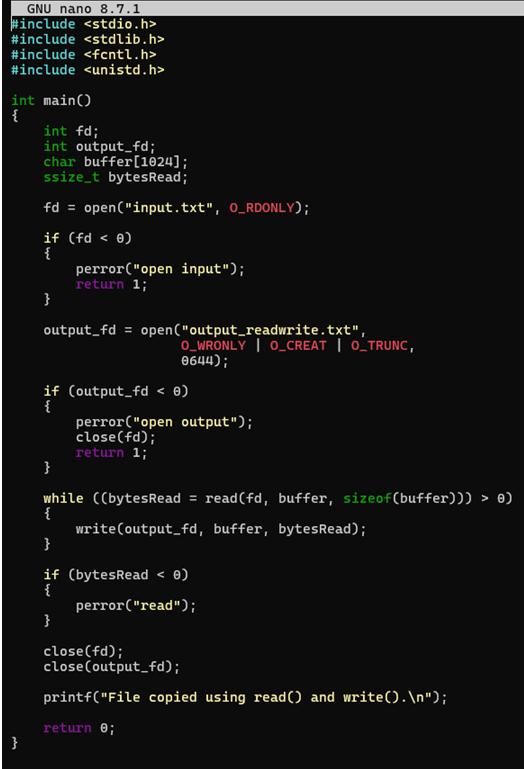 GNU nano 8.7.1
#include <stdio.h>
#include <stdlib.h>
#include <fcntl.h>
#include <unistd.h>

int main()
{
    int fd;
    int output_fd;
    char buffer[1024];
    ssize_t bytesRead;

    fd = open("input.txt", O_RDONLY);

    if (fd < 0)
    {
        perror("open input");
        return 1;
    }

    output_fd = open("output_readwrite.txt",
                     O_WRONLY | O_CREAT | O_TRUNC,
                     0644);

    if (output_fd < 0)
    {
        perror("open output");
        close(fd);
        return 1;
    }

    while ((bytesRead = read(fd, buffer, sizeof(buffer))) > 0)
    {
        write(output_fd, buffer, bytesRead);
    }

    if (bytesRead < 0)
    {
        perror("read");
    }

    close(fd);
    close(output_fd);

    printf("File copied using read() and write().\n");

    return 0;
}